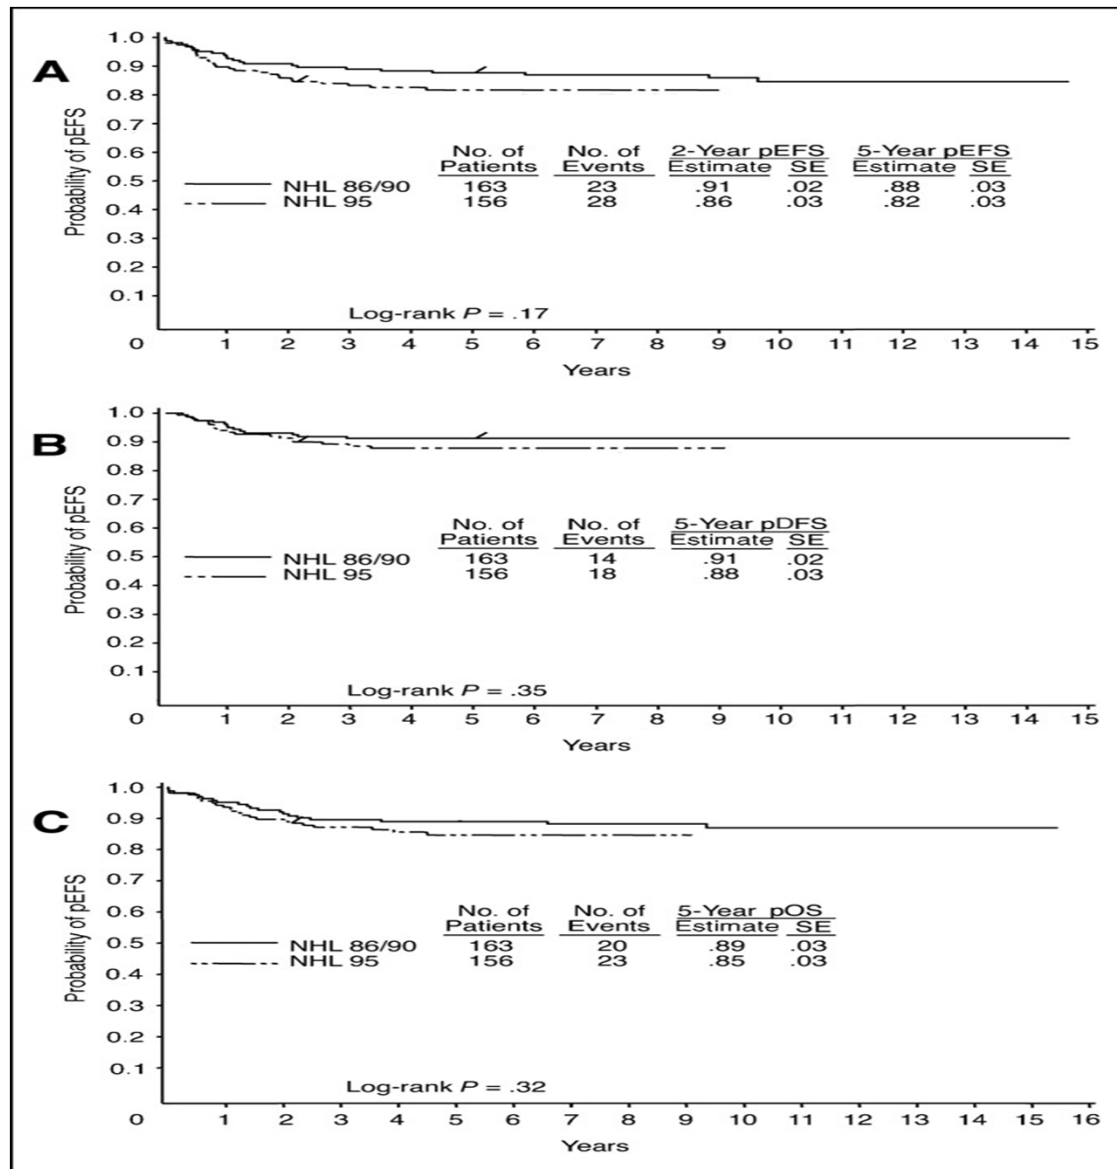 A
Probability of pEFS
1.0
0.9
0.8
0.7
0.6
0.5
0.4
0.3
0.2
0.1
0
No. of Patients No. of Events 2-Year pEFS 5-Year pEFS
Estimate SE Estimate SE
NHL 86/90 163 23 .91 .02 .88 .03
NHL 95 156 28 .86 .03 .82 .03
Log-rank P = .17
1 2 3 4 5 6 7 8 9 10 11 12 13 14 15
Years
B
Probability of pEFS
1.0
0.9
0.8
0.7
0.6
0.5
0.4
0.3
0.2
0.1
0
No. of Patients No. of Events 5-Year pDFS
Estimate SE
NHL 86/90 163 14 .91 .02
NHL 95 156 18 .88 .03
Log-rank P = .35
1 2 3 4 5 6 7 8 9 10 11 12 13 14 15
Years
C
Probability of pEFS
1.0
0.9
0.8
0.7
0.6
0.5
0.4
0.3
0.2
0.1
0
No. of Patients No. of Events 5-Year pOS
Estimate SE
NHL 86/90 163 20 .89 .03
NHL 95 156 23 .85 .03
Log-rank P = .32
1 2 3 4 5 6 7 8 9 10 11 12 13 14 15 16
Years